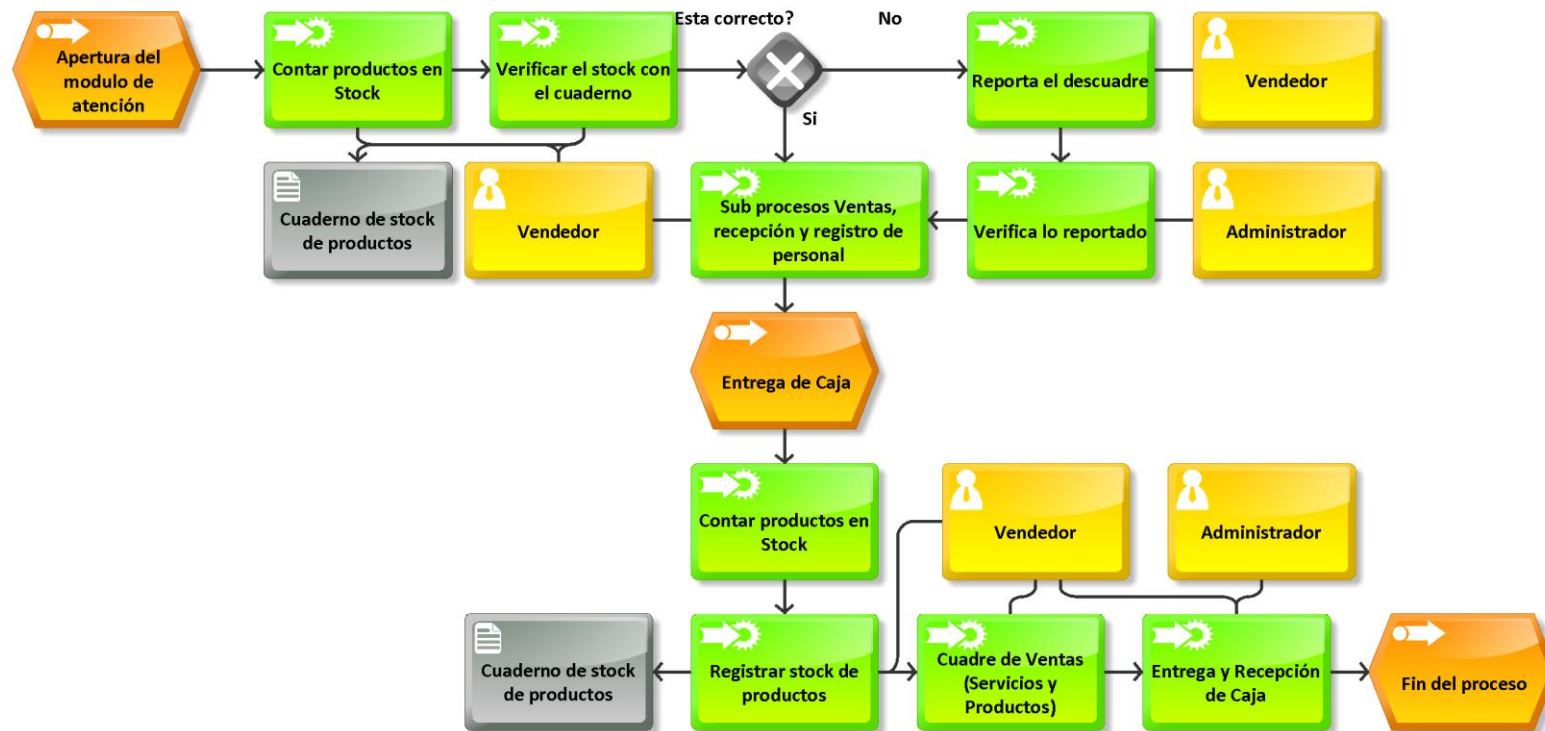 Esta correcto?
No
Apertura del
modulo de
atención
Contar productos en
Stock
Verificar el stock con
el cuaderno
Reporta el descuadre
Vendedor
Si
Cuaderno de stock
de productos
Vendedor
Sub procesos Ventas,
recepción y registro de
personal
Verifica lo reportado
Administrador
Entrega de Caja
Contar productos en
Stock
Vendedor
Administrador
Cuaderno de stock
de productos
Registrar stock de
productos
Cuadre de Ventas
(Servicios y
Productos)
Entrega y Recepción
de Caja
Fin del proceso